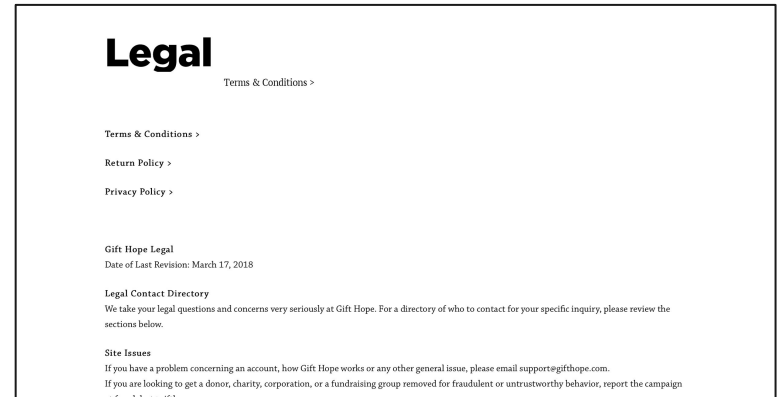 Legal
Terms & Conditions >
Terms & Conditions >
Return Policy >
Privacy Policy >
Gift Hope Legal
Date of Last Revision: March 17, 2018
Legal Contact Directory
We take your legal questions and concerns very seriously at Gift Hope. For a directory of who to contact for your specific inquiry, please review the
sections below.
Site Issues
If you have a problem concerning an account, how Gift Hope works or any other general issue, please email support@gifthope.com.
If you are looking to get a donor, charity, corporation, or a fundraising group removed for fraudulent or untrustworthy behavior, report the campaign